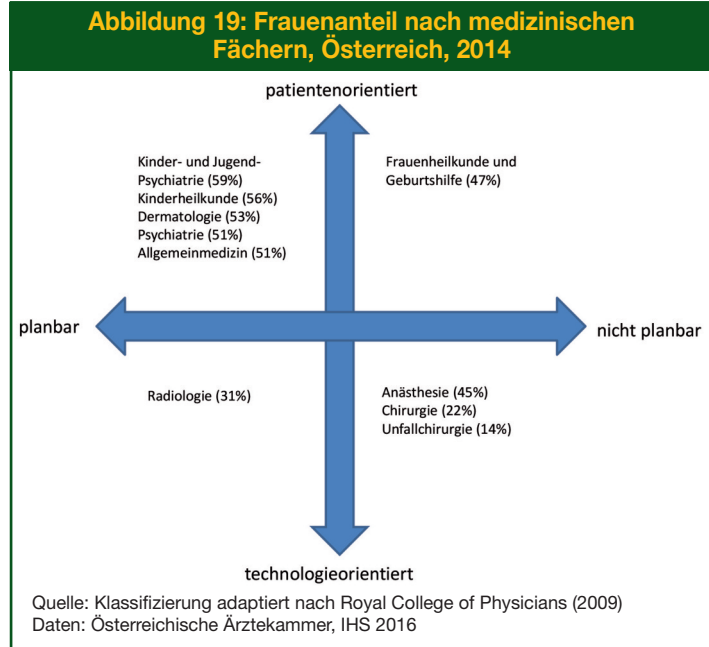 Abbildung 19: Frauenanteil nach medizinischen
Fächern, Österreich, 2014
patientenorientiert
Kinder- und Jugend-
Psychiatrie (59%)
Kinderheilkunde (56%)
Dermatologie (53%)
Psychiatrie (51%)
Allgemeinmedizin (51%)
Frauenheilkunde und
Geburtshilfe (47%)
planbar
nicht planbar
Radiologie (31%)
Anästhesie (45%)
Chirurgie (22%)
Unfallchirurgie (14%)
technologieorientiert
Quelle: Klassifizierung adaptiert nach Royal College of Physicians (2009)
Daten: Österreichische Ärztekammer, IHS 2016